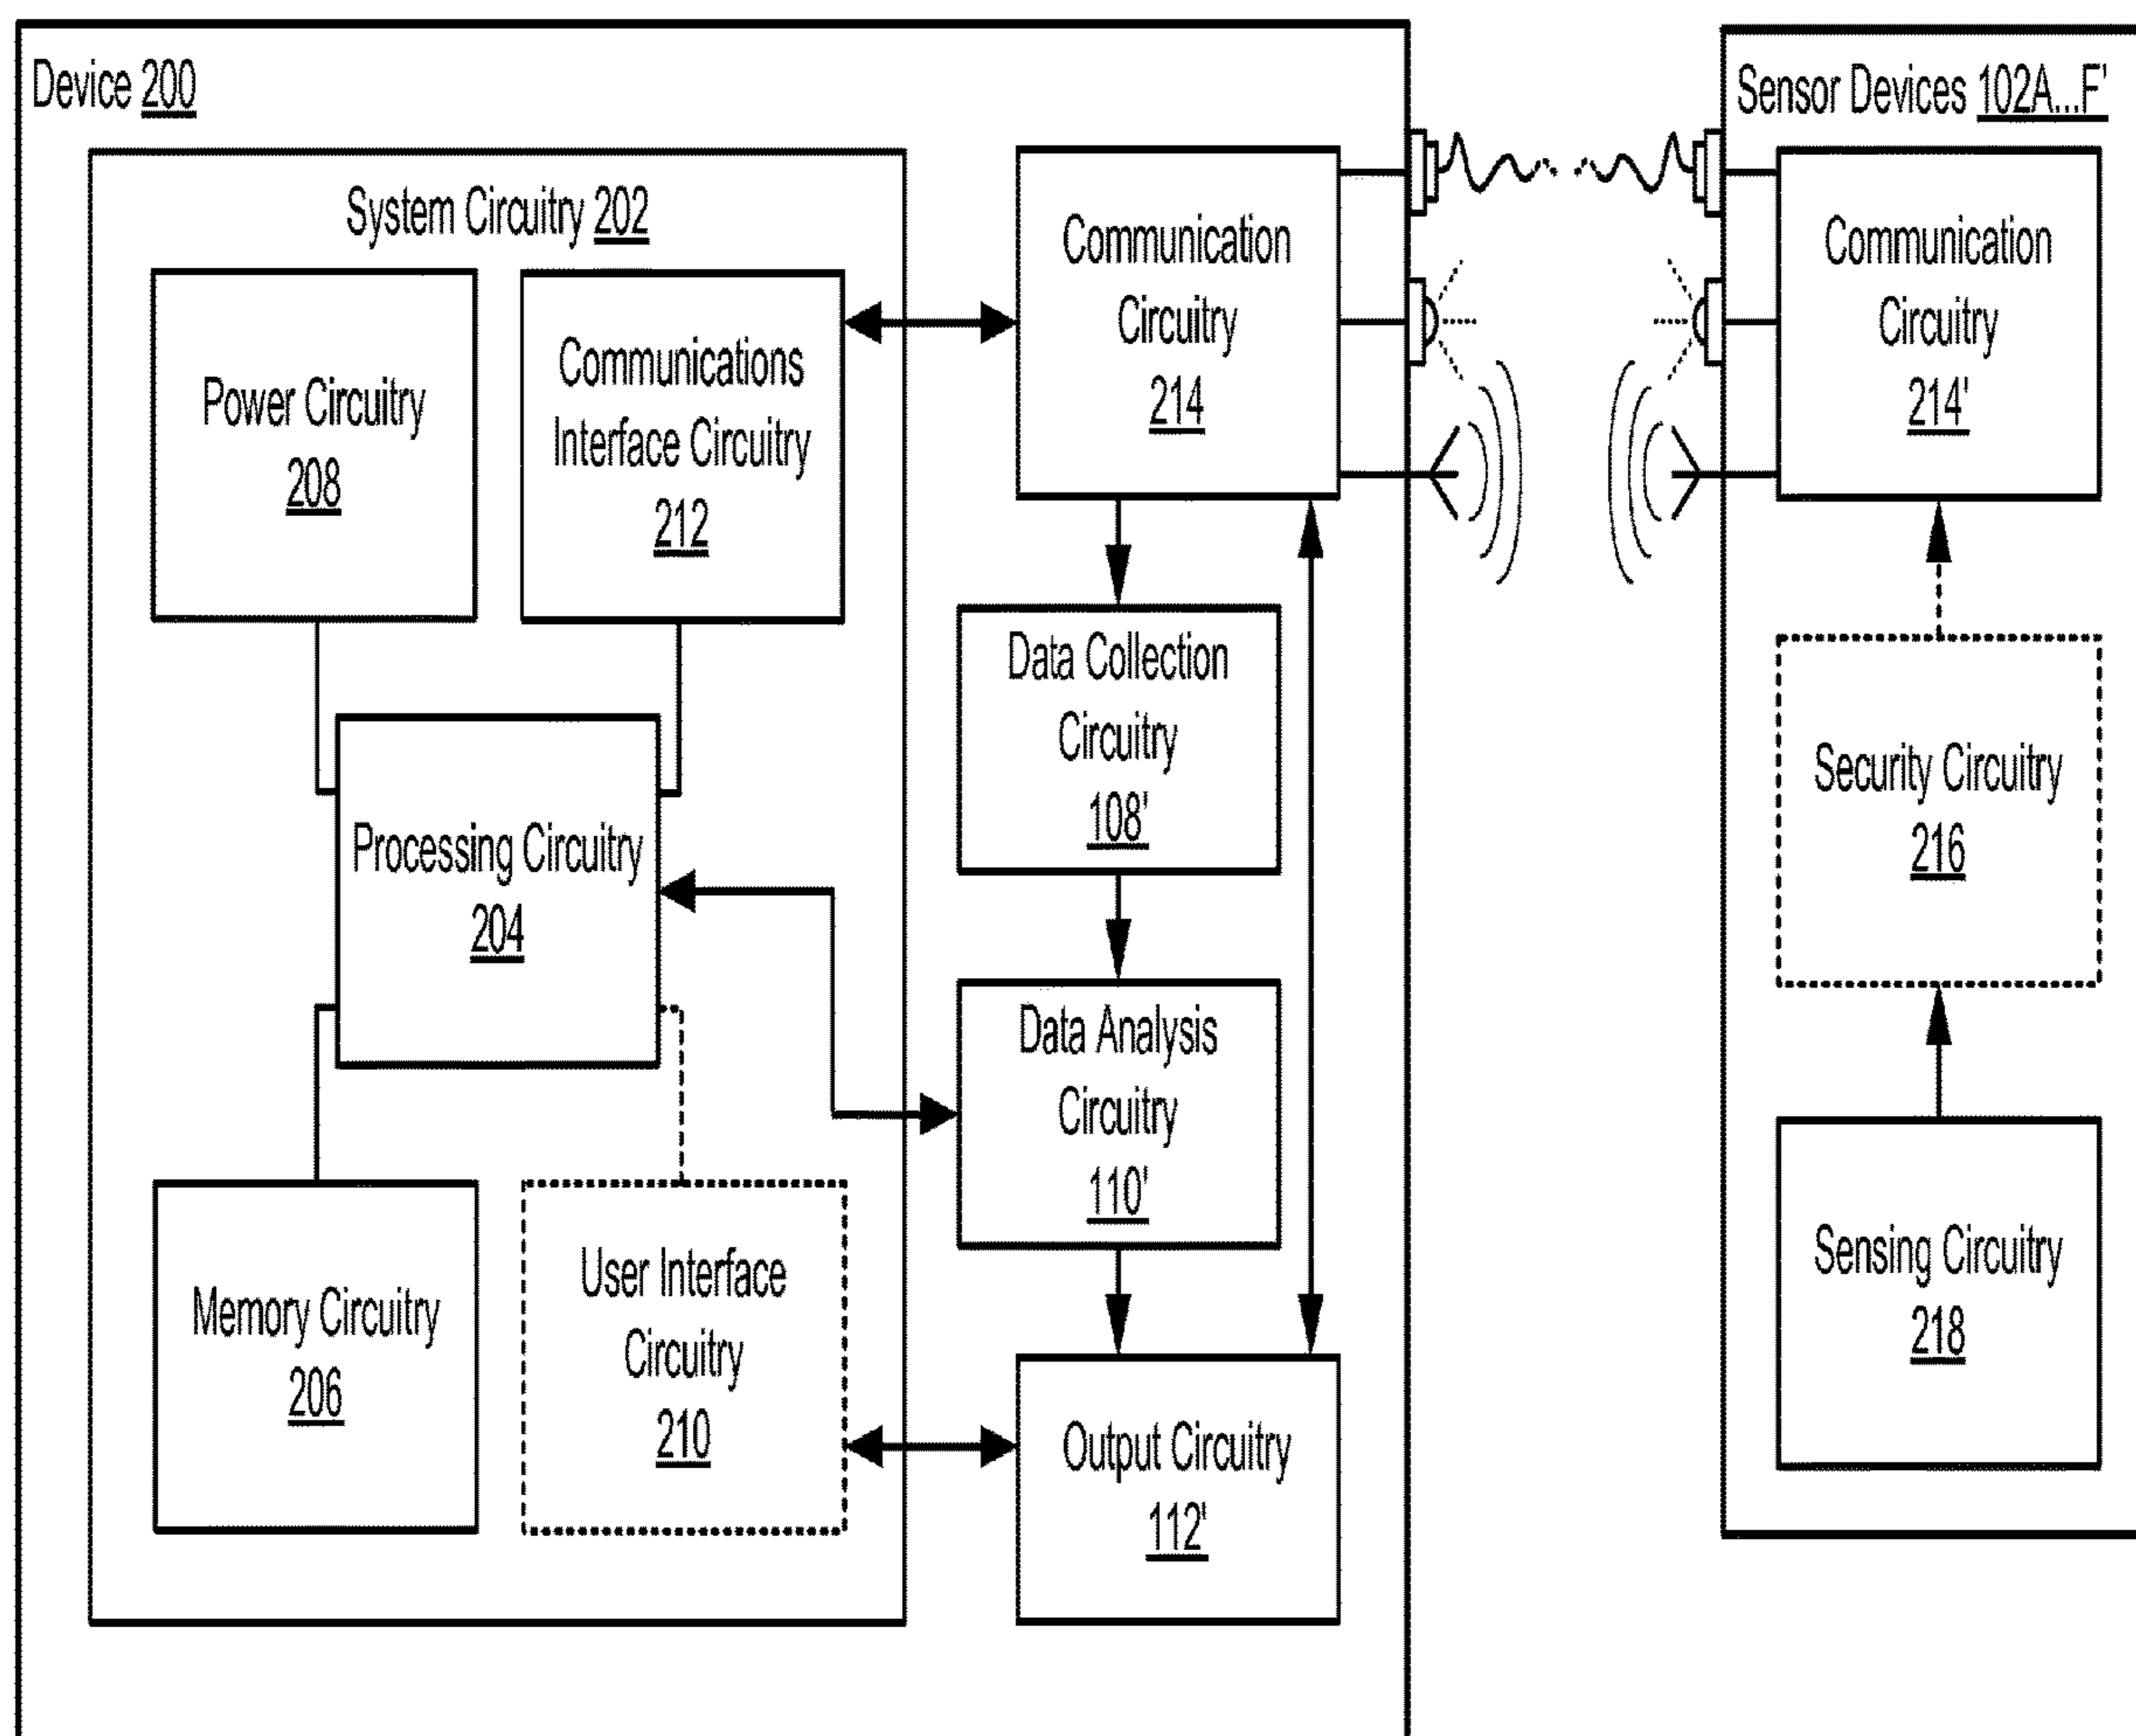 Device 200
System Circuitry 202
Power Circuitry
208
Communications
Interface Circuitry
212
Processing Circuitry
204
Memory Circuitry
206
User Interface
Circuitry
210
Communication
Circuitry
214
Data Collection
Circuitry
108'
Data Analysis
Circuitry
110'
Output Circuitry
112'
Sensor Devices 102A...F'
Communication
Circuitry
214'
Security Circuitry
216
Sensing Circuitry
218